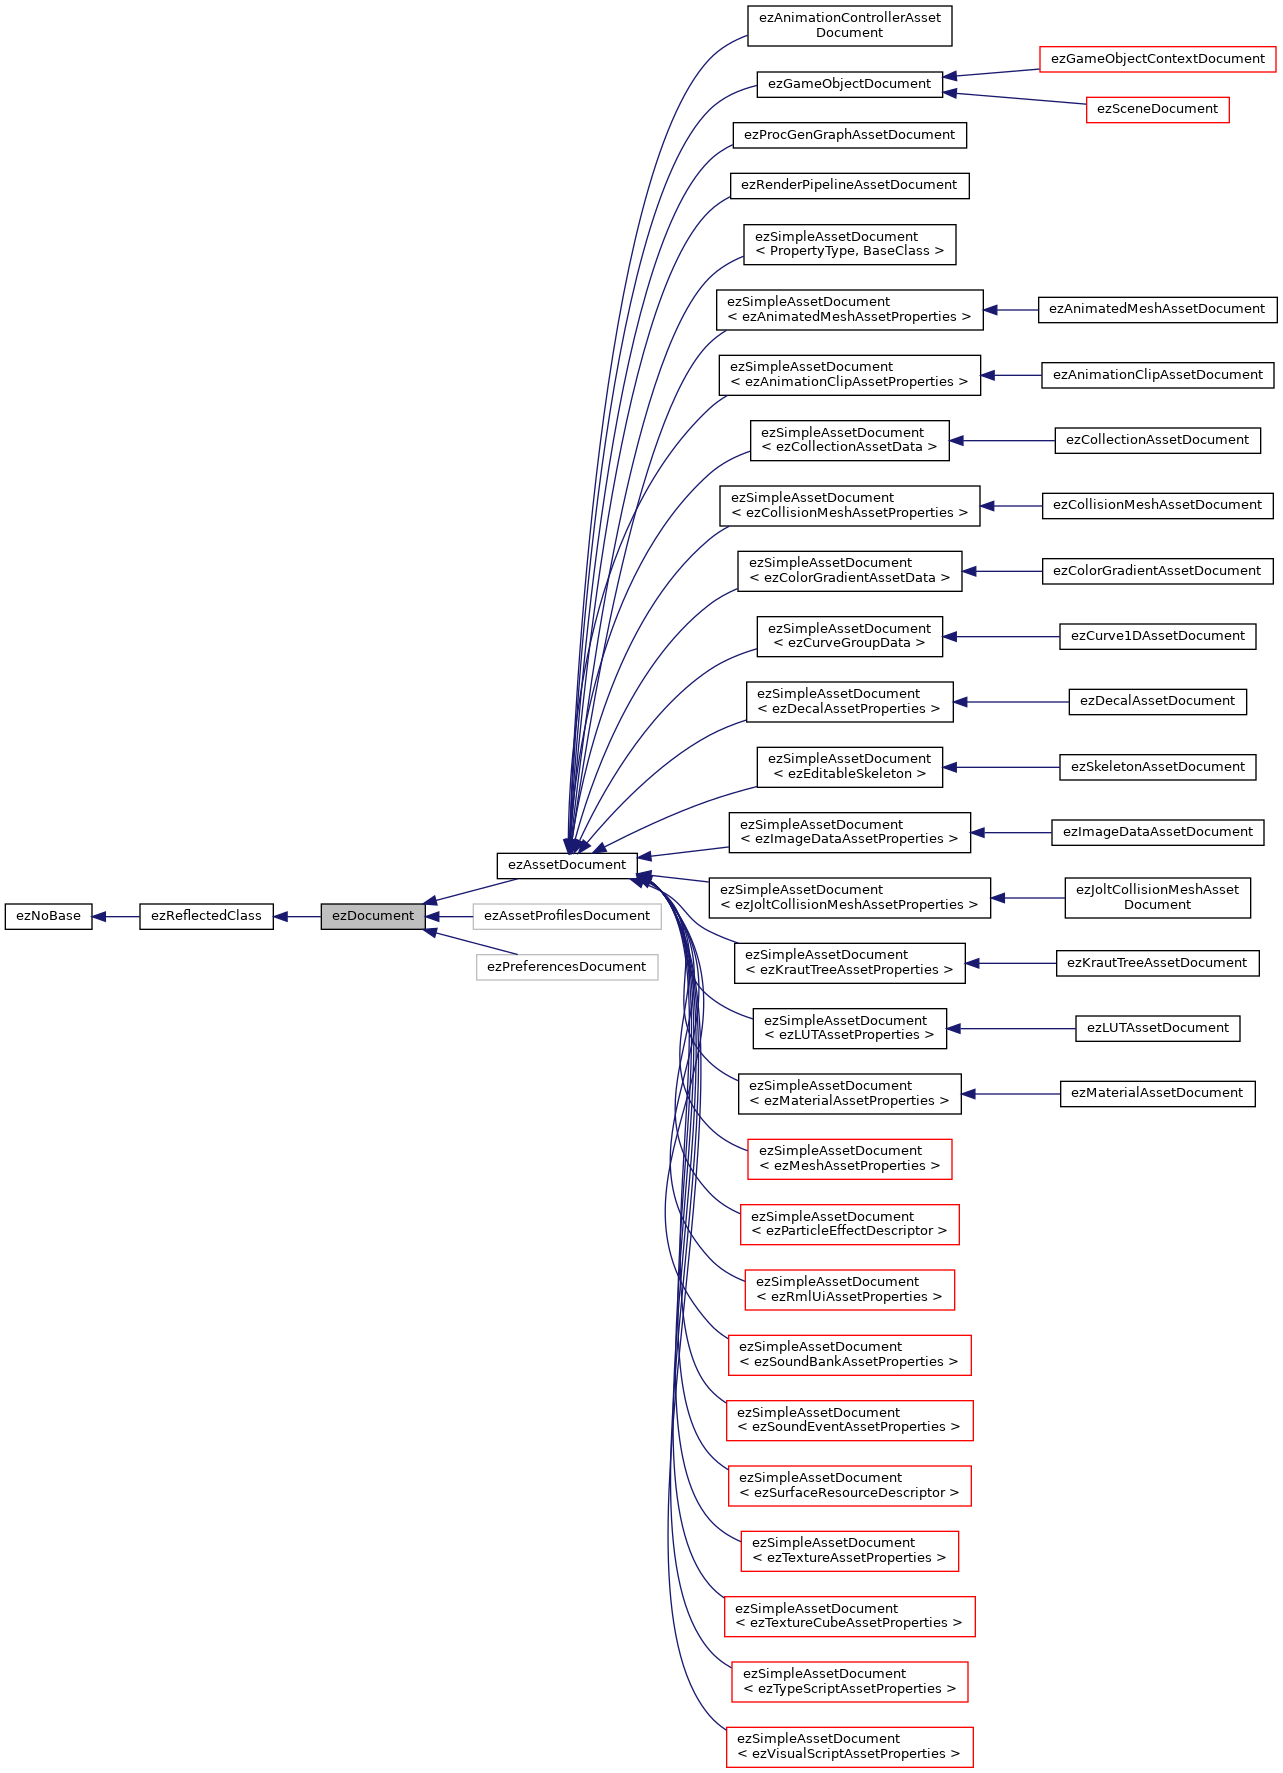 ezAnimationControllerAsset
Document
ezGameObjectDocument
ezGameObjectContextDocument
ezSceneDocument
ezProcGenGraphAssetDocument
ezRenderPipelineAssetDocument
ezSimpleAssetDocument
< PropertyType, BaseClass >
ezSimpleAssetDocument
< ezAnimatedMeshAssetProperties >
ezAnimatedMeshAssetDocument
ezSimpleAssetDocument
< ezAnimationClipAssetProperties >
ezAnimationClipAssetDocument
ezSimpleAssetDocument
< ezCollectionAssetData >
ezCollectionAssetDocument
ezSimpleAssetDocument
< ezCollisionMeshAssetProperties >
ezCollisionMeshAssetDocument
ezSimpleAssetDocument
< ezColorGradientAssetData >
ezColorGradientAssetDocument
ezSimpleAssetDocument
< ezCurveGroupData >
ezCurve1DAssetDocument
ezSimpleAssetDocument
< ezDecalAssetProperties >
ezDecalAssetDocument
ezSimpleAssetDocument
< ezEditableSkeleton >
ezSkeletonAssetDocument
ezSimpleAssetDocument
< ezImageDataAssetProperties >
ezImageDataAssetDocument
ezAssetDocument
ezNoBase
ezReflectedClass
ezDocument
ezAssetProfilesDocument
ezPreferencesDocument
ezSimpleAssetDocument
< ezJoltCollisionMeshAssetProperties >
ezJoltCollisionMeshAsset
Document
ezSimpleAssetDocument
< ezKrautTreeAssetProperties >
ezKrautTreeAssetDocument
ezSimpleAssetDocument
< ezLUTAssetProperties >
ezLUTAssetDocument
ezSimpleAssetDocument
< ezMaterialAssetProperties >
ezMaterialAssetDocument
ezSimpleAssetDocument
< ezMeshAssetProperties >
ezSimpleAssetDocument
< ezParticleEffectDescriptor >
ezSimpleAssetDocument
< ezRmlUiAssetProperties >
ezSimpleAssetDocument
< ezSoundBankAssetProperties >
ezSimpleAssetDocument
< ezSoundEventAssetProperties >
ezSimpleAssetDocument
< ezSurfaceResourceDescriptor >
ezSimpleAssetDocument
< ezTextureAssetProperties >
ezSimpleAssetDocument
< ezTextureCubeAssetProperties >
ezSimpleAssetDocument
< ezTypeScriptAssetProperties >
ezSimpleAssetDocument
< ezVisualScriptAssetProperties >